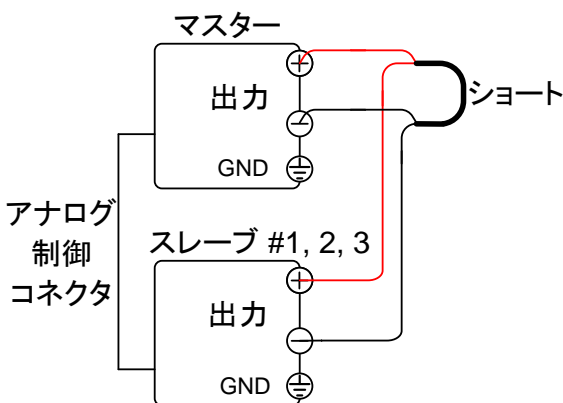 マスター
出力
GND
ショート
アナログ
制御
コネクタ
スレーブ #1, 2, 3
出力
GND